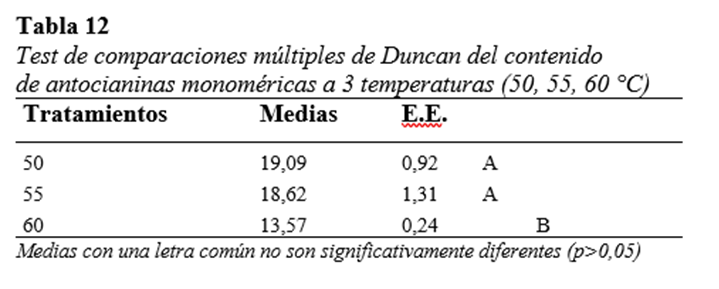 Tabla 12
Test de comparaciones múltiples de Duncan del contenido
de antocianinas monoméricas a 3 temperaturas (50, 55, 60 °C)
Tratamientos Medias E.E.
50 19,09 0,92 A
55 18,62 1,31 A
60 13,57 0,24 B
Medias con una letra común no son significativamente diferentes (p>0,05)